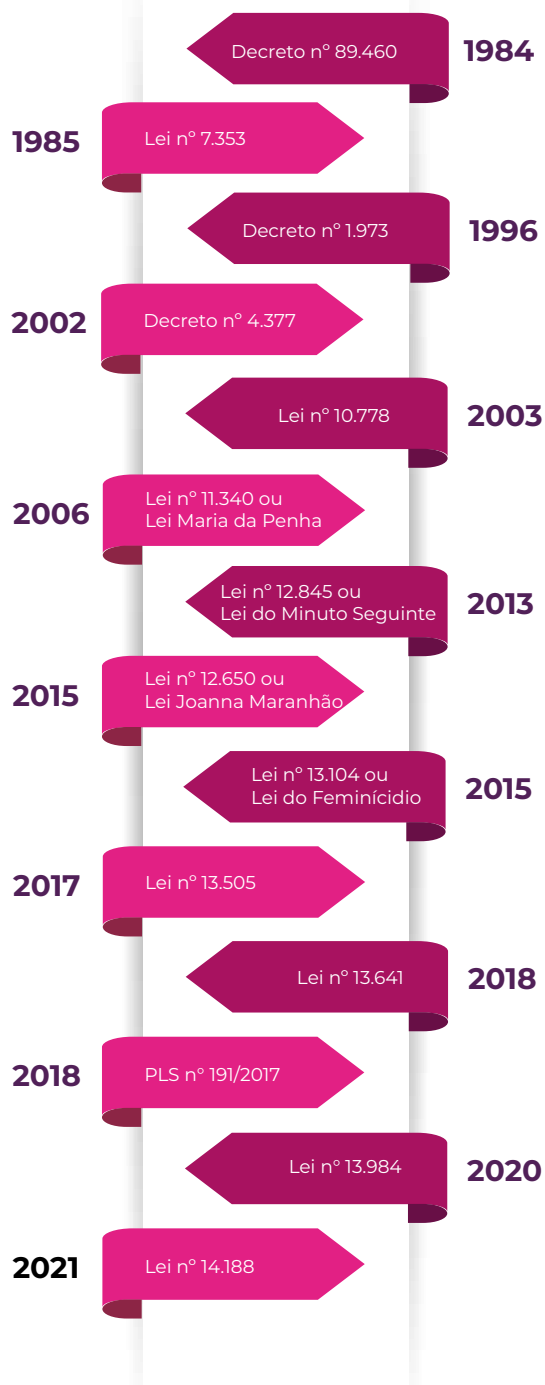 Decreto nº 89.460
1984
1985
Lei nº 7.353
Decreto nº 1.973
1996
2002
Decreto nº 4.377
Lei nº 10.778
2003
2006
Lei nº 11.340 ou
Lei Maria da Penha
Lei nº 12.845 ou
Lei do Minuto Seguinte
2013
2015
Lei nº 12.650 ou
Lei Joanna Maranhão
Lei nº 13.104 ou
Lei do Feminícidio
2015
2017
Lei nº 13.505
Lei nº 13.641
2018
2018
PLS nº 191/2017
Lei nº 13.984
2020
2021
Lei nº 14.188